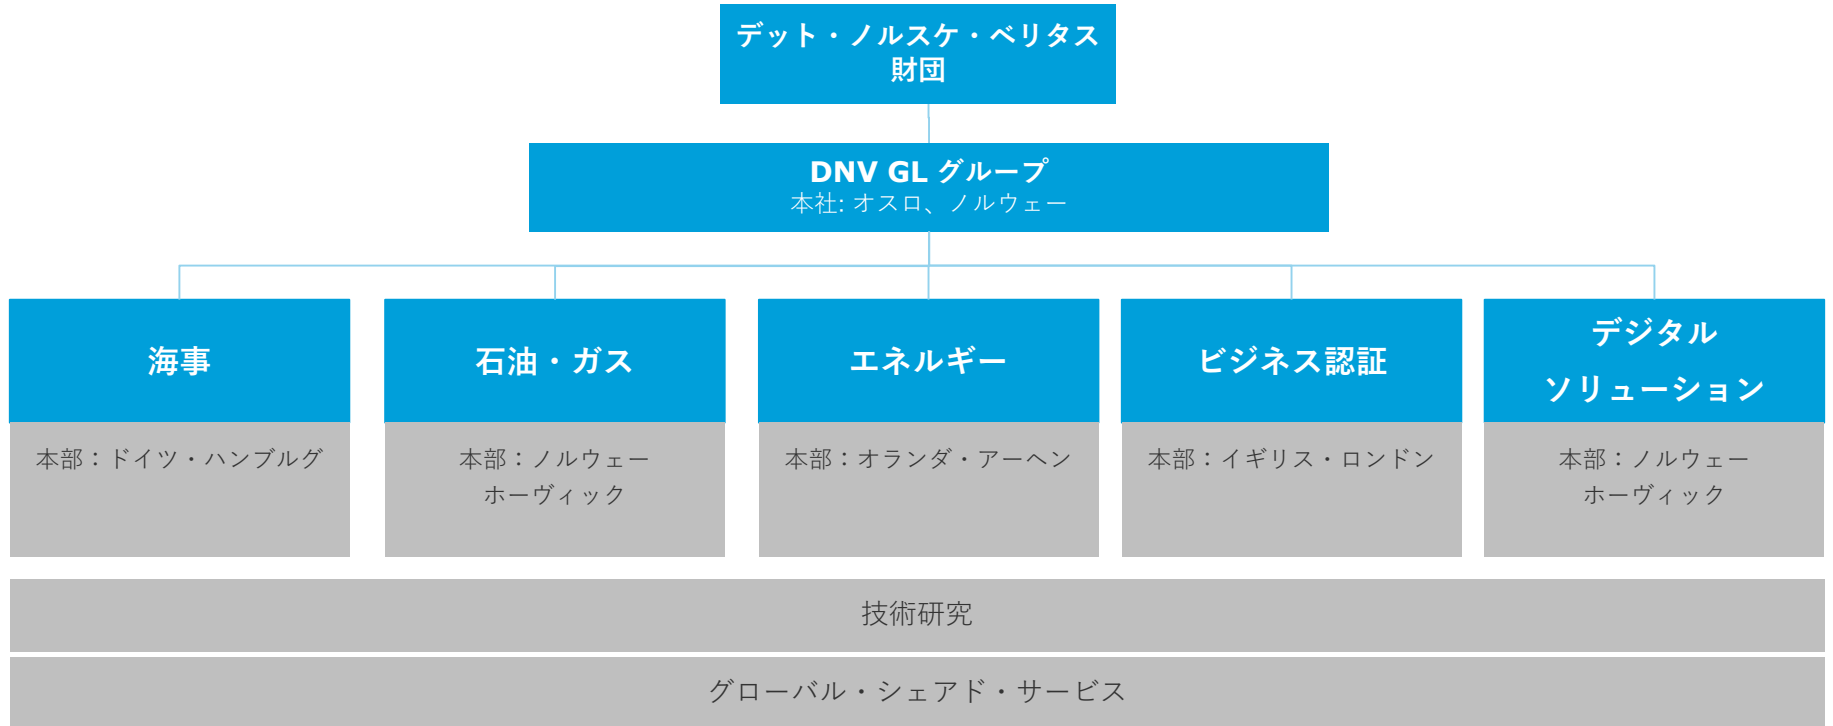 デット・ノルスケ・ベリタス
財団
DNV GL グループ
本社: オスロ、ノルウェー
海事
石油・ガス
エネルギー
ビジネス認証
デジタル
ソリューション
本部：ドイツ・ハンブルグ
本部：ノルウェー
ホーヴィック
本部：オランダ・アーヘン
本部：イギリス・ロンドン
本部：ノルウェー
ホーヴィック
技術研究
グローバル・シェアド・サービス